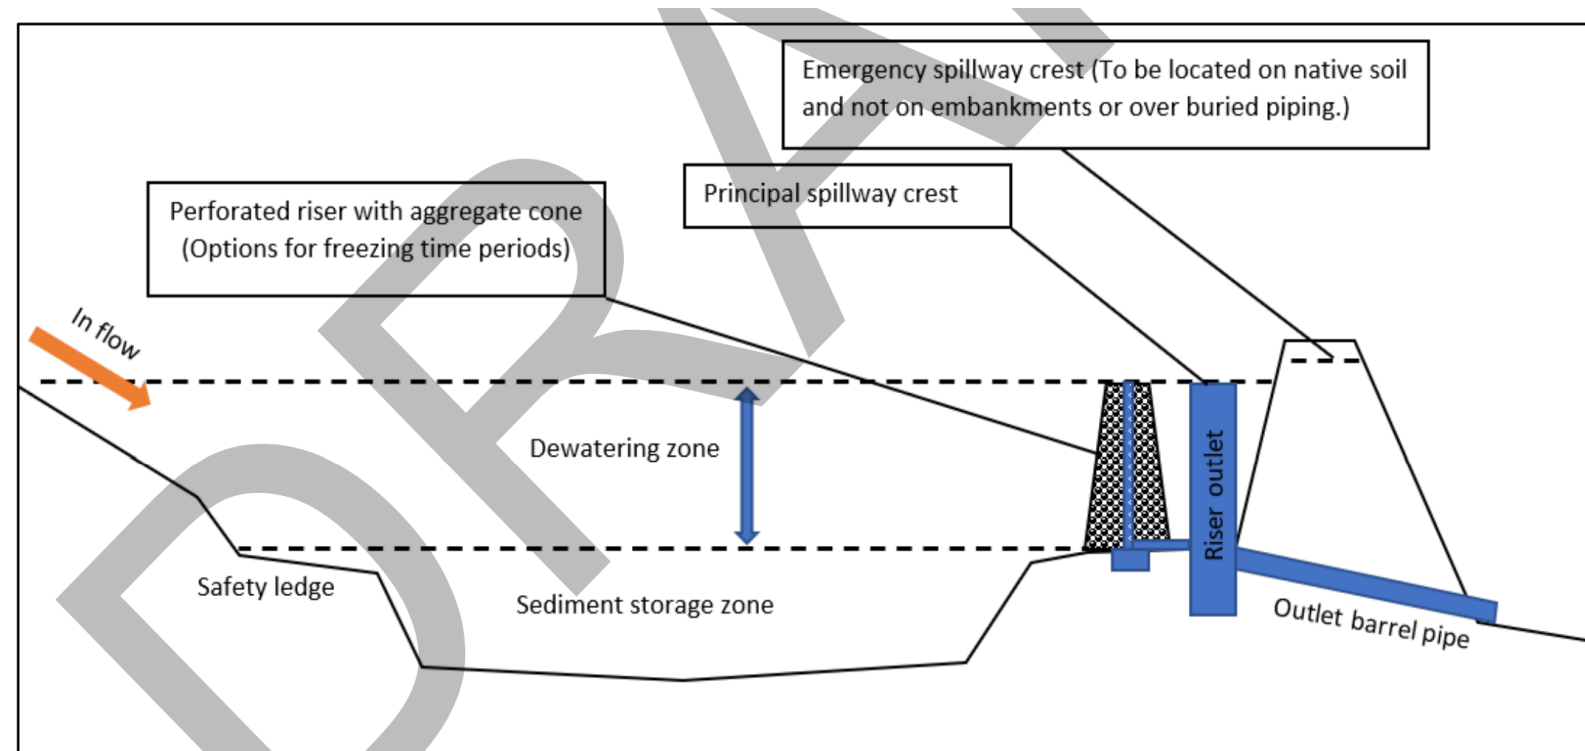 Emergency spillway crest (To be located on native soil
and not on embankments or over buried piping.)
Principal spillway crest
Perforated riser with aggregate cone
(Options for freezing time periods)
In flow
Dewatering zone
Riser outlet
Safety ledge
Sediment storage zone
Outlet barrel pipe
DRA